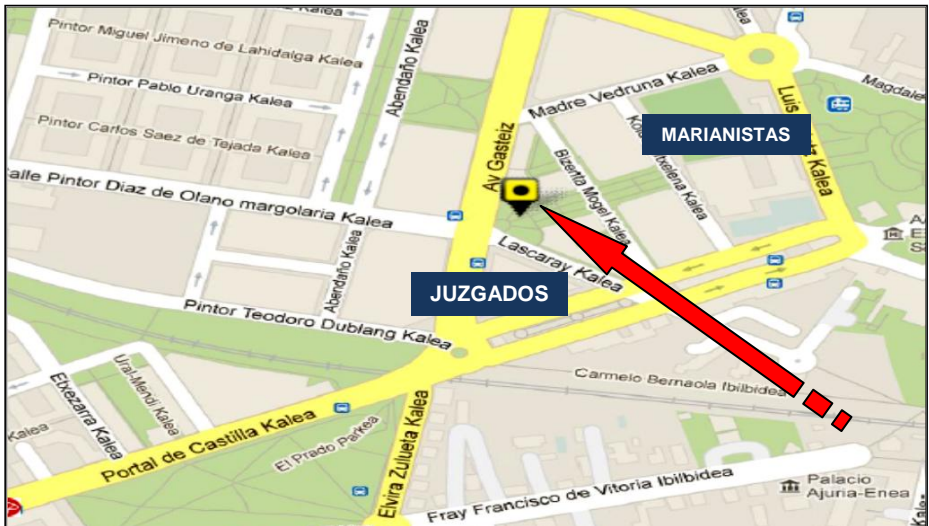 Pintor Miguel Jimeno de Lahidalga Kalea
Pintor Pablo Uranga Kalea
Pintor Carlos Saez de Tejada Kalea
Calle Pintor Diaz de Olano margolaria Kalea
Abendaño Kalea
Abendaño Kalea
Av Gasteiz
Madre Vedruna Kalea
Bizenta Mogel Kalea
MARIANISTAS
Kalea
Lascaray Kalea
JUZGADOS
Pintor Teodoro Dublang Kalea
Etxezarra Kalea
Ural-Mendi Kalea
Kalea
Portal de Castilla Kalea
El Prado Parkea
Elvira Zulueta Kalea
Carmelo Bernaola Ibilbidea
Fray Francisco de Vitoria Ibilbidea
Palacio
Ajuria-Enea